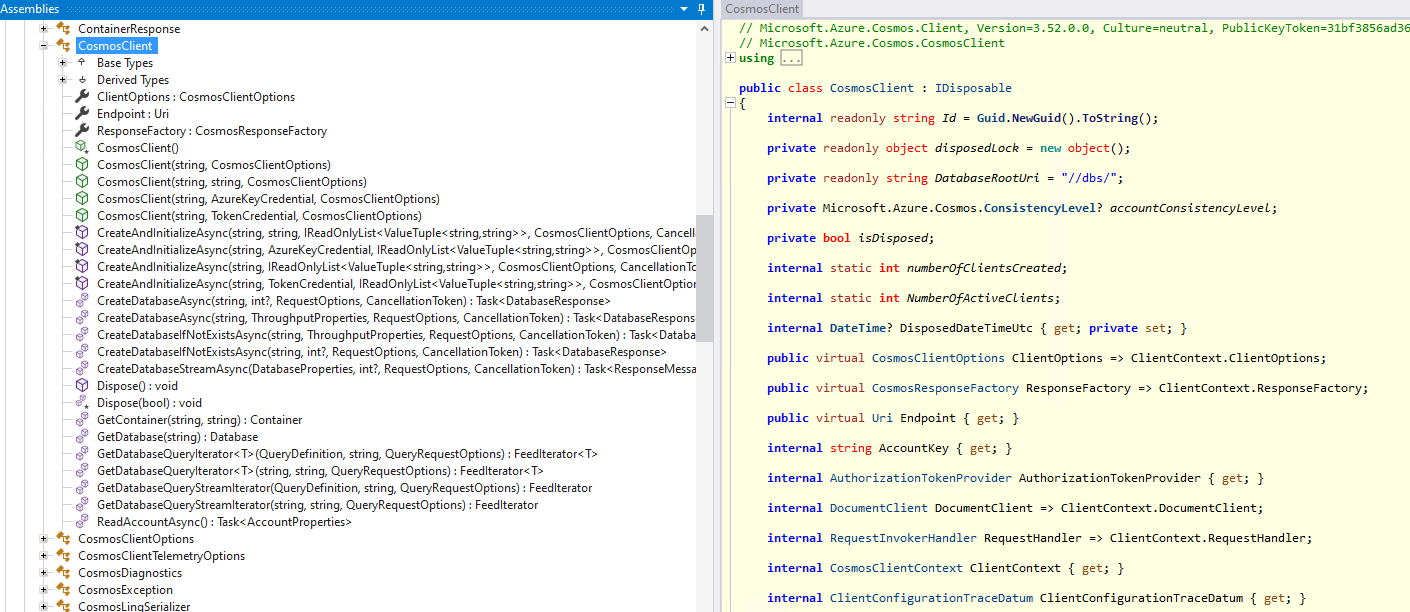 Assemblies
ContainerResponse
CosmosClient
Base Types
Derived Types
ClientOptions : CosmosClientOptions
Endpoint : Uri
ResponseFactory : CosmosResponseFactory
CosmosClient()
CosmosClient(string, CosmosClientOptions)
CosmosClient(string, string, CosmosClientOptions)
CosmosClient(string, AzureKeyCredential, CosmosClientOptions)
CosmosClient(string, TokenCredential, CosmosClientOptions)
CreateAndInitializeAsync(string, string, IReadOnlyList<ValueTuple<string,string>>, CosmosClientOptions, Cancell
CreateAndInitializeAsync(string, AzureKeyCredential, IReadOnlyList<ValueTuple<string,string>>, CosmosClientOp
CreateAndInitializeAsync(string, IReadOnlyList<ValueTuple<string,string>>, CosmosClientOptions, CancellationTo
CreateAndInitializeAsync(string, TokenCredential, IReadOnlyList<ValueTuple<string,string>>, CosmosClientOption
CreateDatabaseAsync(string, int?, RequestOptions, CancellationToken) : Task<DatabaseResponse>
CreateDatabaseAsync(string, ThroughputProperties, RequestOptions, CancellationToken) : Task<DatabaseRespons
CreateDatabaseIfNotExistsAsync(string, ThroughputProperties, RequestOptions, CancellationToken) : Task<Databa
CreateDatabaseIfNotExistsAsync(string, int?, RequestOptions, CancellationToken) : Task<DatabaseResponse>
CreateDatabaseStreamAsync(DatabaseProperties, int?, RequestOptions, CancellationToken) : Task<ResponseMessa
Dispose() : void
Dispose(bool) : void
GetContainer(string, string) : Container
GetDatabase(string) : Database
GetDatabaseQueryIterator<T>(QueryDefinition, string, QueryRequestOptions) : FeedIterator<T>
GetDatabaseQueryIterator<T>(string, string, QueryRequestOptions) : FeedIterator<T>
GetDatabaseQueryStreamIterator(QueryDefinition, string, QueryRequestOptions) : FeedIterator
GetDatabaseQueryStreamIterator(string, string, QueryRequestOptions) : FeedIterator
ReadAccountAsync() : Task<AccountProperties>
CosmosClientOptions
CosmosClientTelemetryOptions
CosmosDiagnostics
CosmosException
CosmosLinqSerializer
CosmosClient
// Microsoft.Azure.Cosmos.Client, Version=3.52.0.0, Culture=neutral, PublicKeyToken=31bf3856ad36
// Microsoft.Azure.Cosmos.CosmosClient
using ...
public class CosmosClient : IDisposable
{
internal readonly string Id = Guid.NewGuid().ToString();
private readonly object disposedLock = new object();
private readonly string DatabaseRootUri = "//dbs/";
private Microsoft.Azure.Cosmos.ConsistencyLevel? accountConsistencyLevel;
private bool isDisposed;
internal static int numberOfClientsCreated;
internal static int NumberOfActiveClients;
internal DateTime? DisposedDateTimeUtc { get; private set; }
public virtual CosmosClientOptions ClientOptions => ClientContext.ClientOptions;
public virtual CosmosResponseFactory ResponseFactory => ClientContext.ResponseFactory;
public virtual Uri Endpoint { get; }
internal string AccountKey { get; }
internal AuthorizationTokenProvider AuthorizationTokenProvider { get; }
internal DocumentClient DocumentClient => ClientContext.DocumentClient;
internal RequestInvokerHandler RequestHandler => ClientContext.RequestHandler;
internal CosmosClientContext ClientContext { get; }
internal ClientConfigurationTraceDatum ClientConfigurationTraceDatum { get; }